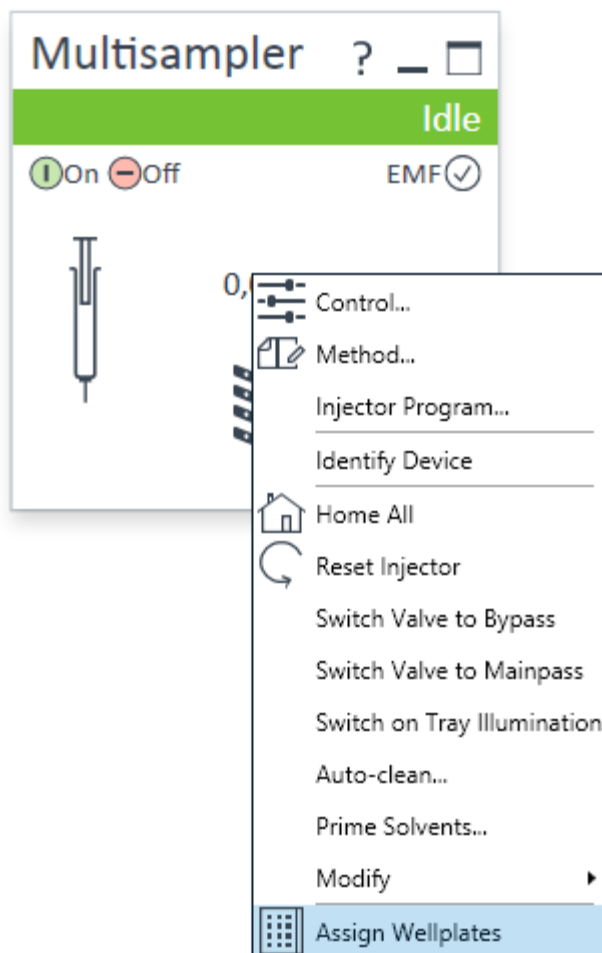 Multisampler ?
Idle
On Off EMF
0,
Control...
Method...
Injector Program...
Identify Device
Home All
Reset Injector
Switch Valve to Bypass
Switch Valve to Mainpass
Switch on Tray Illumination
Auto-clean...
Prime Solvents...
Modify
Assign Wellplates